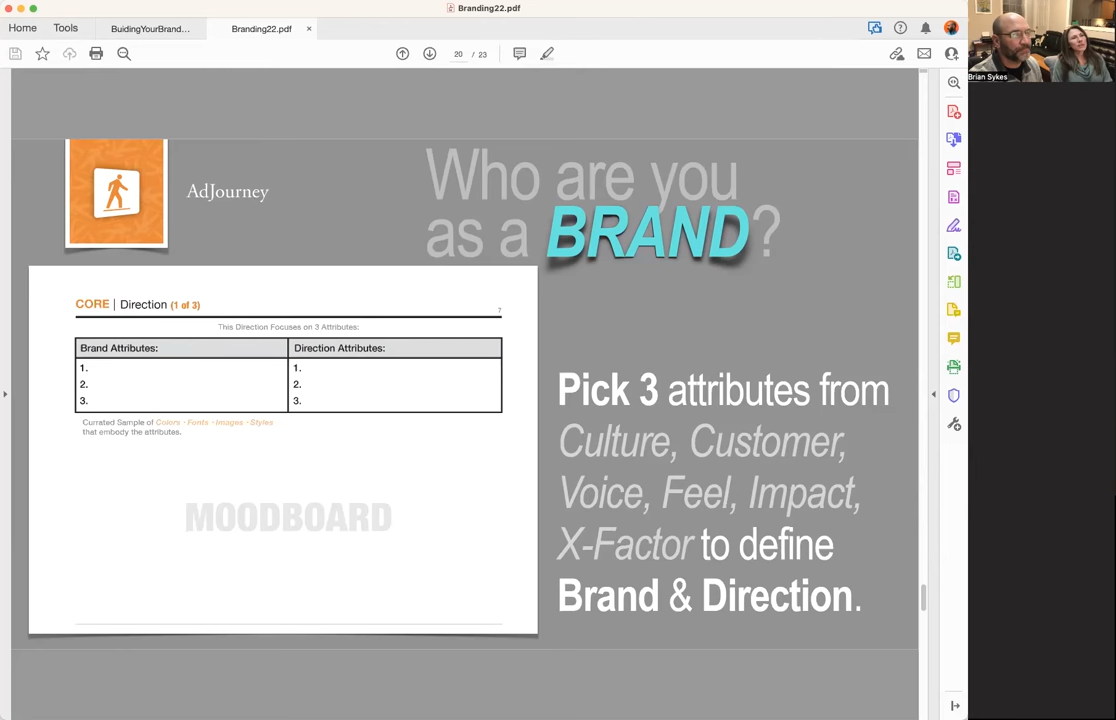 Branding22.pdf
Home
Tools
BuidingYourBrand...
Branding22.pdf
×
20 / 23
Brian Sykes
AdJourney
Who are you
as a BRAND?
CORE | Direction (1 of 3)
7
This Direction Focuses on 3 Attributes:
Brand Attributes: Direction Attributes:
1. 1.
2. 2.
3. 3.
Currated Sample of Colors · Fonts · Images · Styles
that embody the attributes.
MOODBOARD
Pick 3 attributes from
Culture, Customer,
Voice, Feel, Impact,
X-Factor to define
Brand & Direction.